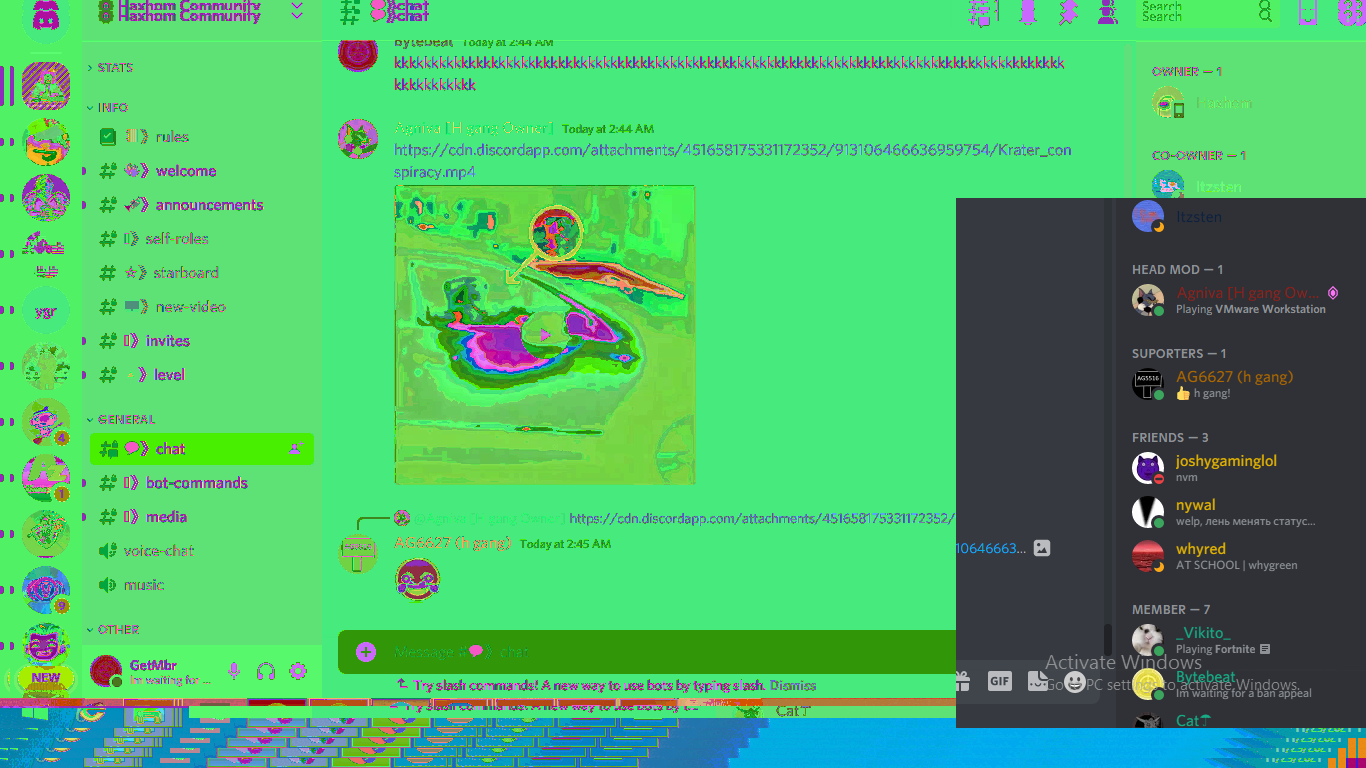 Haxhom Community
Haxhom Community
STATS
INFO
rules
welcome
announcements
self-roles
starboard
new-video
invites
level
GENERAL
chat
bot-commands
media
voice-chat
music
OTHER
ygr
4
1
9
NEW
GetMbr
Im waiting for ...
chat
chat
Search
Search
Bytebeat Today at 2:44 AM
Agniva [H gang Owner] Today at 2:44 AM
https://cdn.discordapp.com/attachments/451658175331172352/913106466636959754/Krater_con
spiracy.mp4
Agniva [H gang Owner] https://cdn.discordapp.com/attachments/451658175331172352/
AG6627 (h gang) Today at 2:45 AM
Message # chat
Try slash commands! A new way to use bots by typing slash. Dismiss
Cat
OWNER — 1
CO-OWNER — 1
Itzsten
Itzsten
HEAD MOD — 1
Agniva [H gang Ow...
Playing VMware Workstation
SUPORTERS — 1
AG5516
AG6627 (h gang)
👍 h gang!
FRIENDS — 3
joshygaminglol
nvm
nywal
welp, лень менять статус...
whyred
AT SCHOOL | whygreen
MEMBER — 7
_Vikito_
Playing Fortnite
Bytebeat
Im waiting for a ban appeal
Cat☂
10646663...
GIF
Activate Windows
PC settings to activate Windows.
11/25/2021